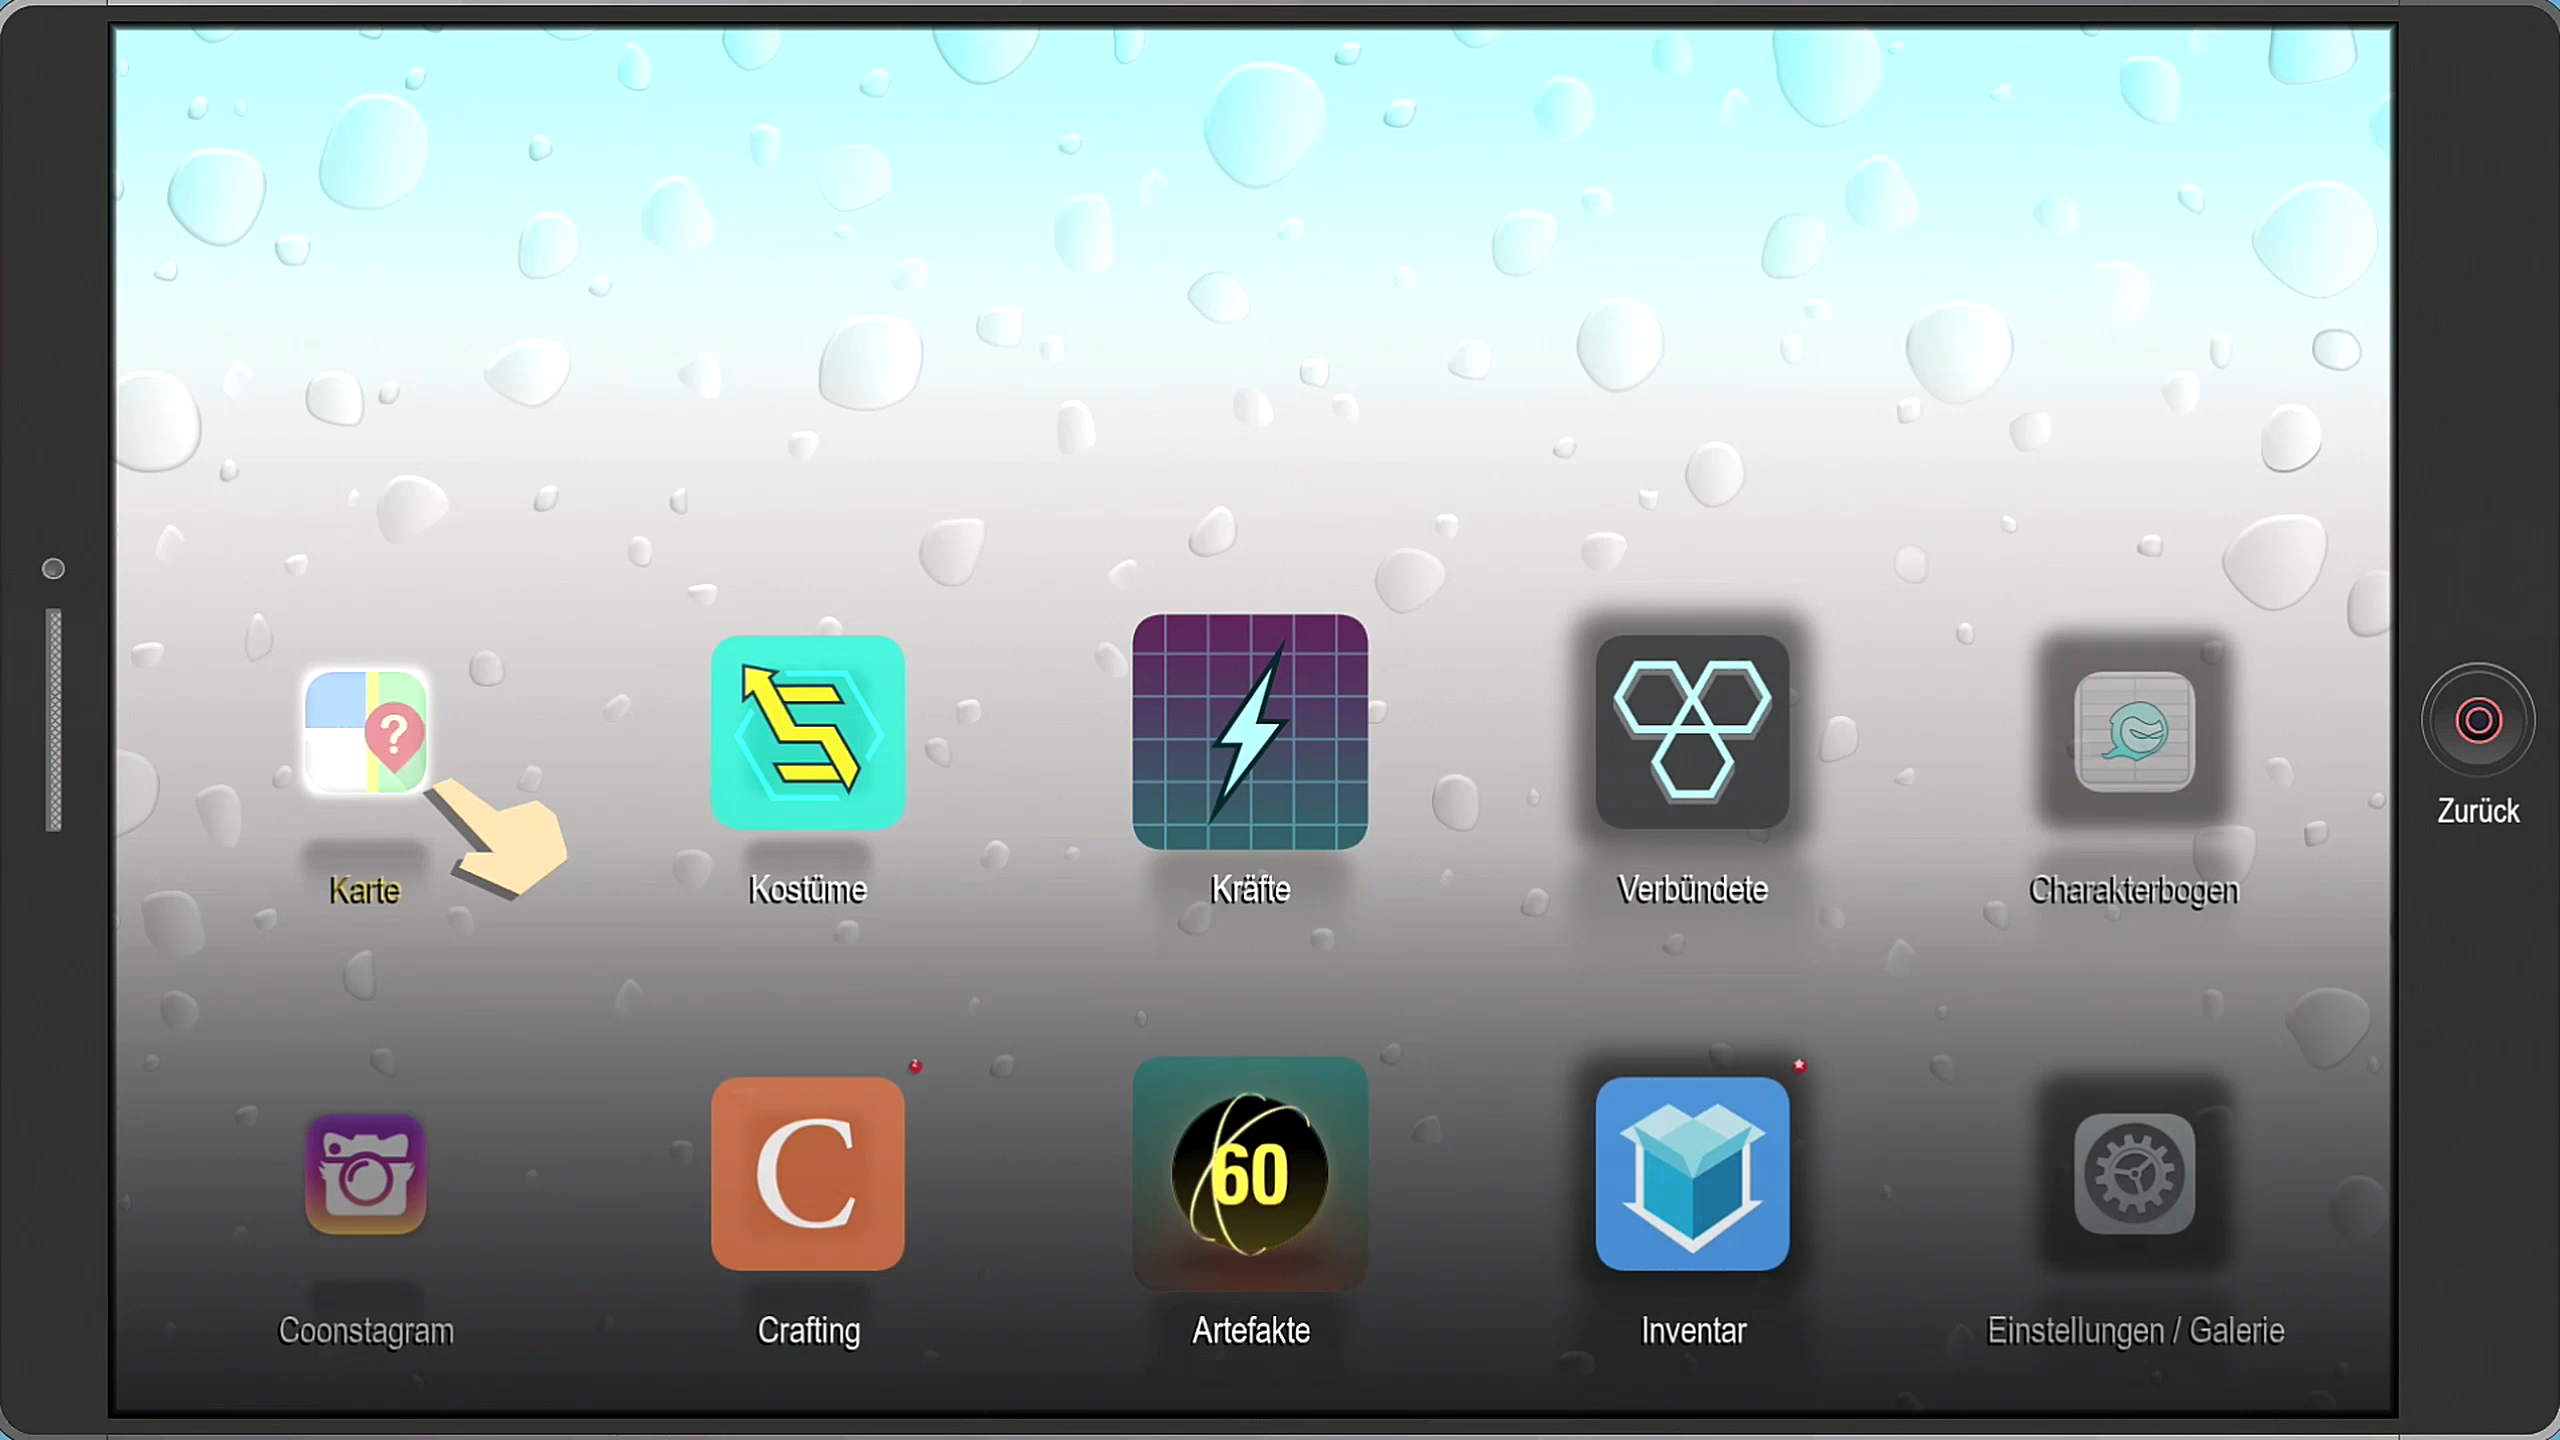 ?
Karte
Kostüme
Kräfte
Verbündete
Charakterbogen
Zurück
Coonstagram
C
Crafting
60
Artefakte
Inventar
Einstellungen / Galerie